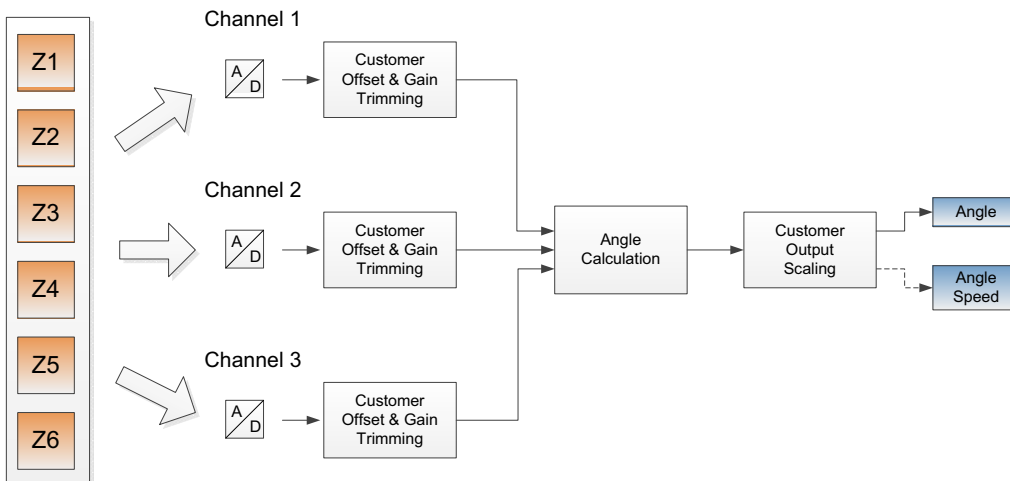 Z1
Z2
Z3
Z4
Z5
Z6
Channel 1
A
D
Customer
Offset & Gain
Trimming
Channel 2
A
D
Customer
Offset & Gain
Trimming
Channel 3
A
D
Customer
Offset & Gain
Trimming
Angle
Calculation
Customer
Output
Scaling
Angle
Angle
Speed